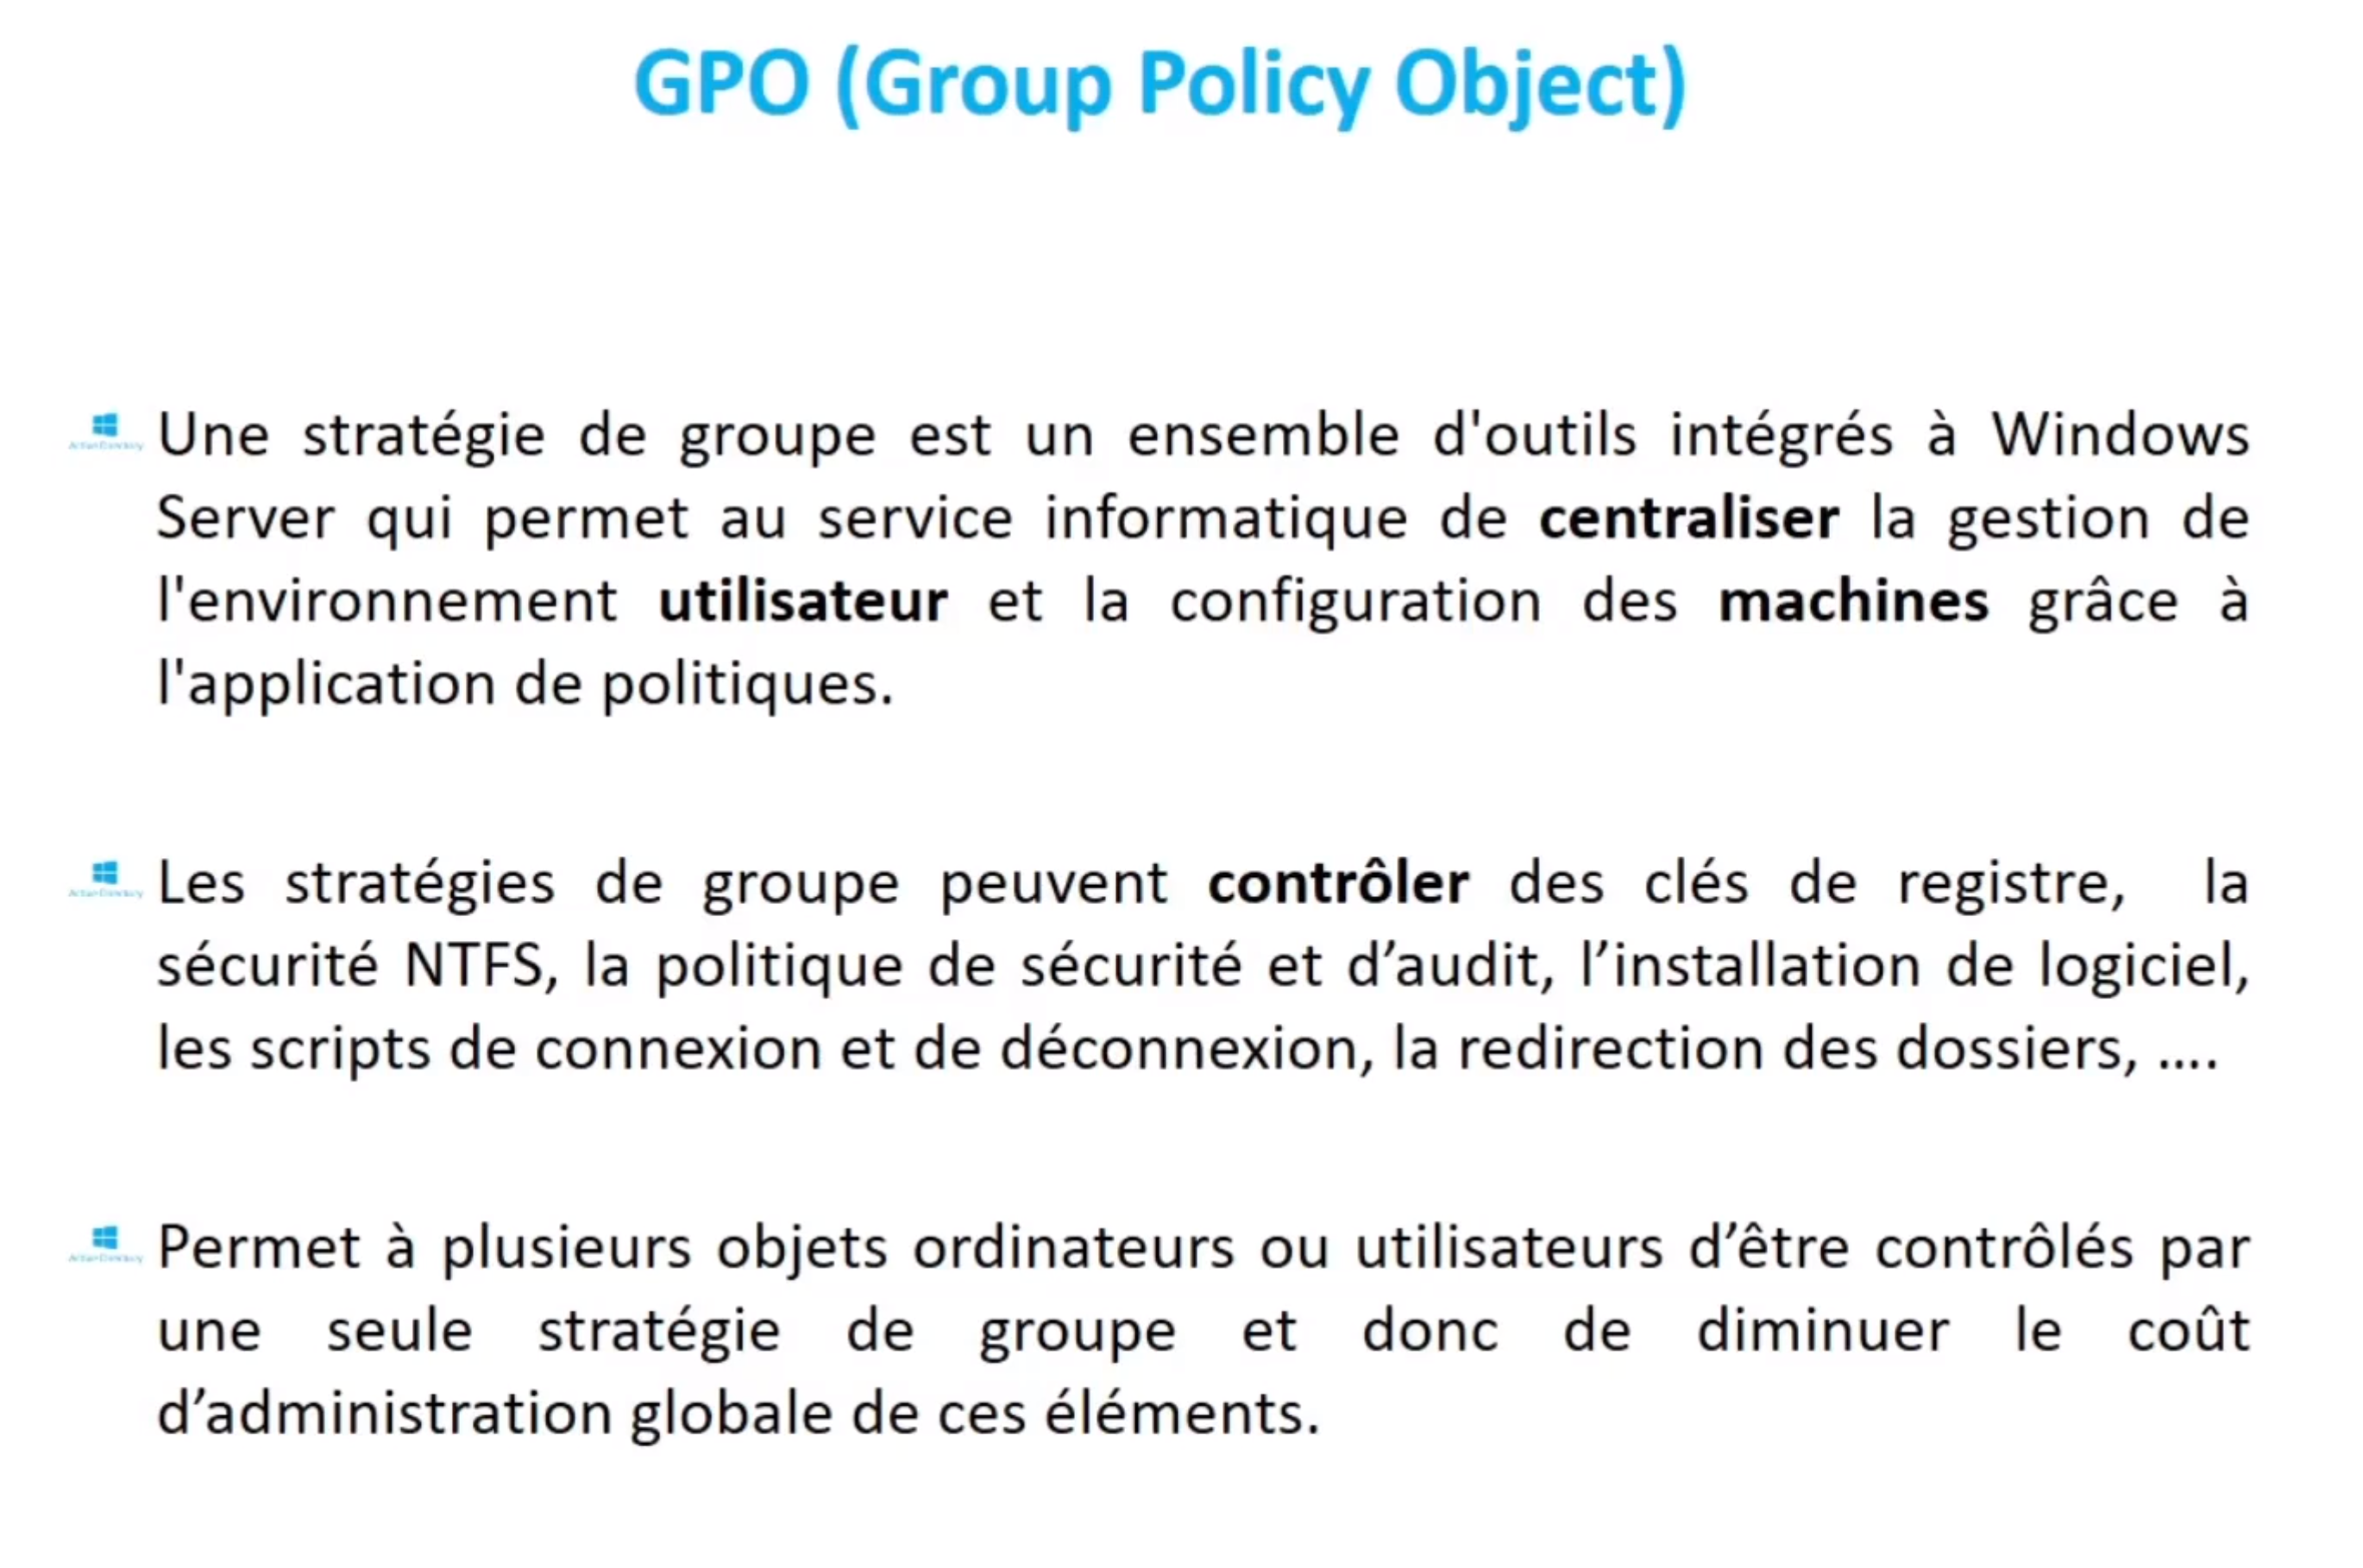 GPO (Group Policy Object)
Une stratégie de groupe est un ensemble d'outils intégrés à Windows
Server qui permet au service informatique de centraliser la gestion de
l'environnement utilisateur et la configuration des machines grâce à
l'application de politiques.
Les stratégies de groupe peuvent contrôler des clés de registre, la
sécurité NTFS, la politique de sécurité et d’audit, l’installation de logiciel,
les scripts de connexion et de déconnexion, la redirection des dossiers, ....
Permet à plusieurs objets ordinateurs ou utilisateurs d’être contrôlés par
une seule stratégie de groupe et donc de diminuer le coût
d’administration globale de ces éléments.